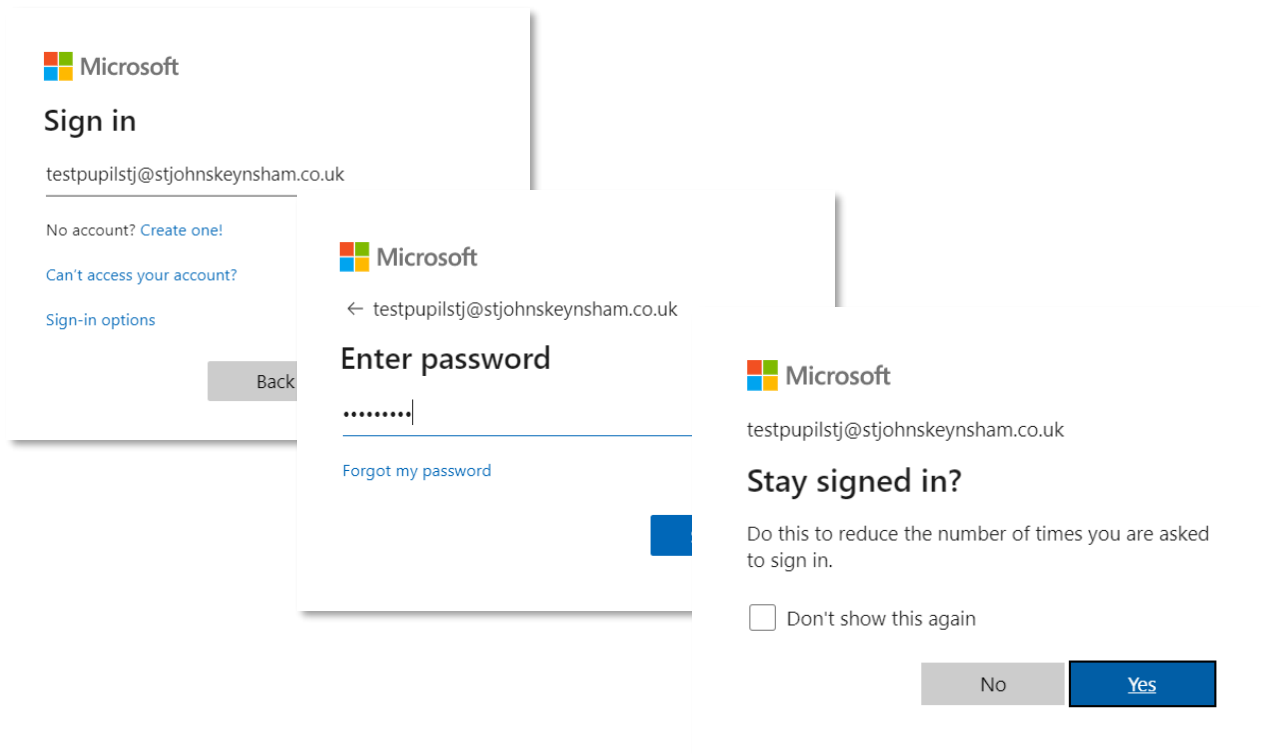 Microsoft
Sign in
testpupilstj@stjohnskeynsham.co.uk
No account? Create one!
Can't access your account?
Sign-in options
Back
Microsoft
← testpupilstj@stjohnskeynsham.co.uk
Enter password
•••••••••
Forgot my password
Microsoft
testpupilstj@stjohnskeynsham.co.uk
Stay signed in?
Do this to reduce the number of times you are asked
to sign in.
Don't show this again
No
Yes